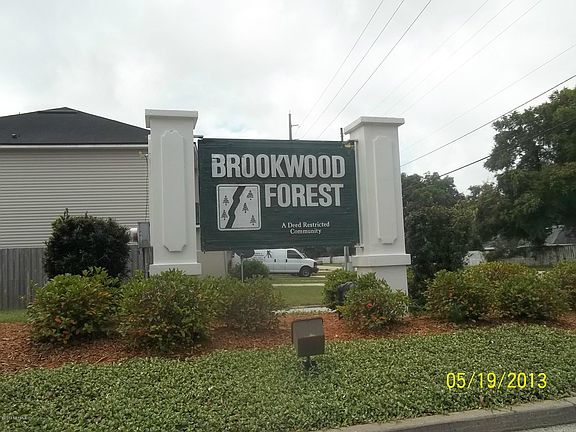 BROOKWOOD
FOREST
A Deed Restricted
Community
05/19/2013